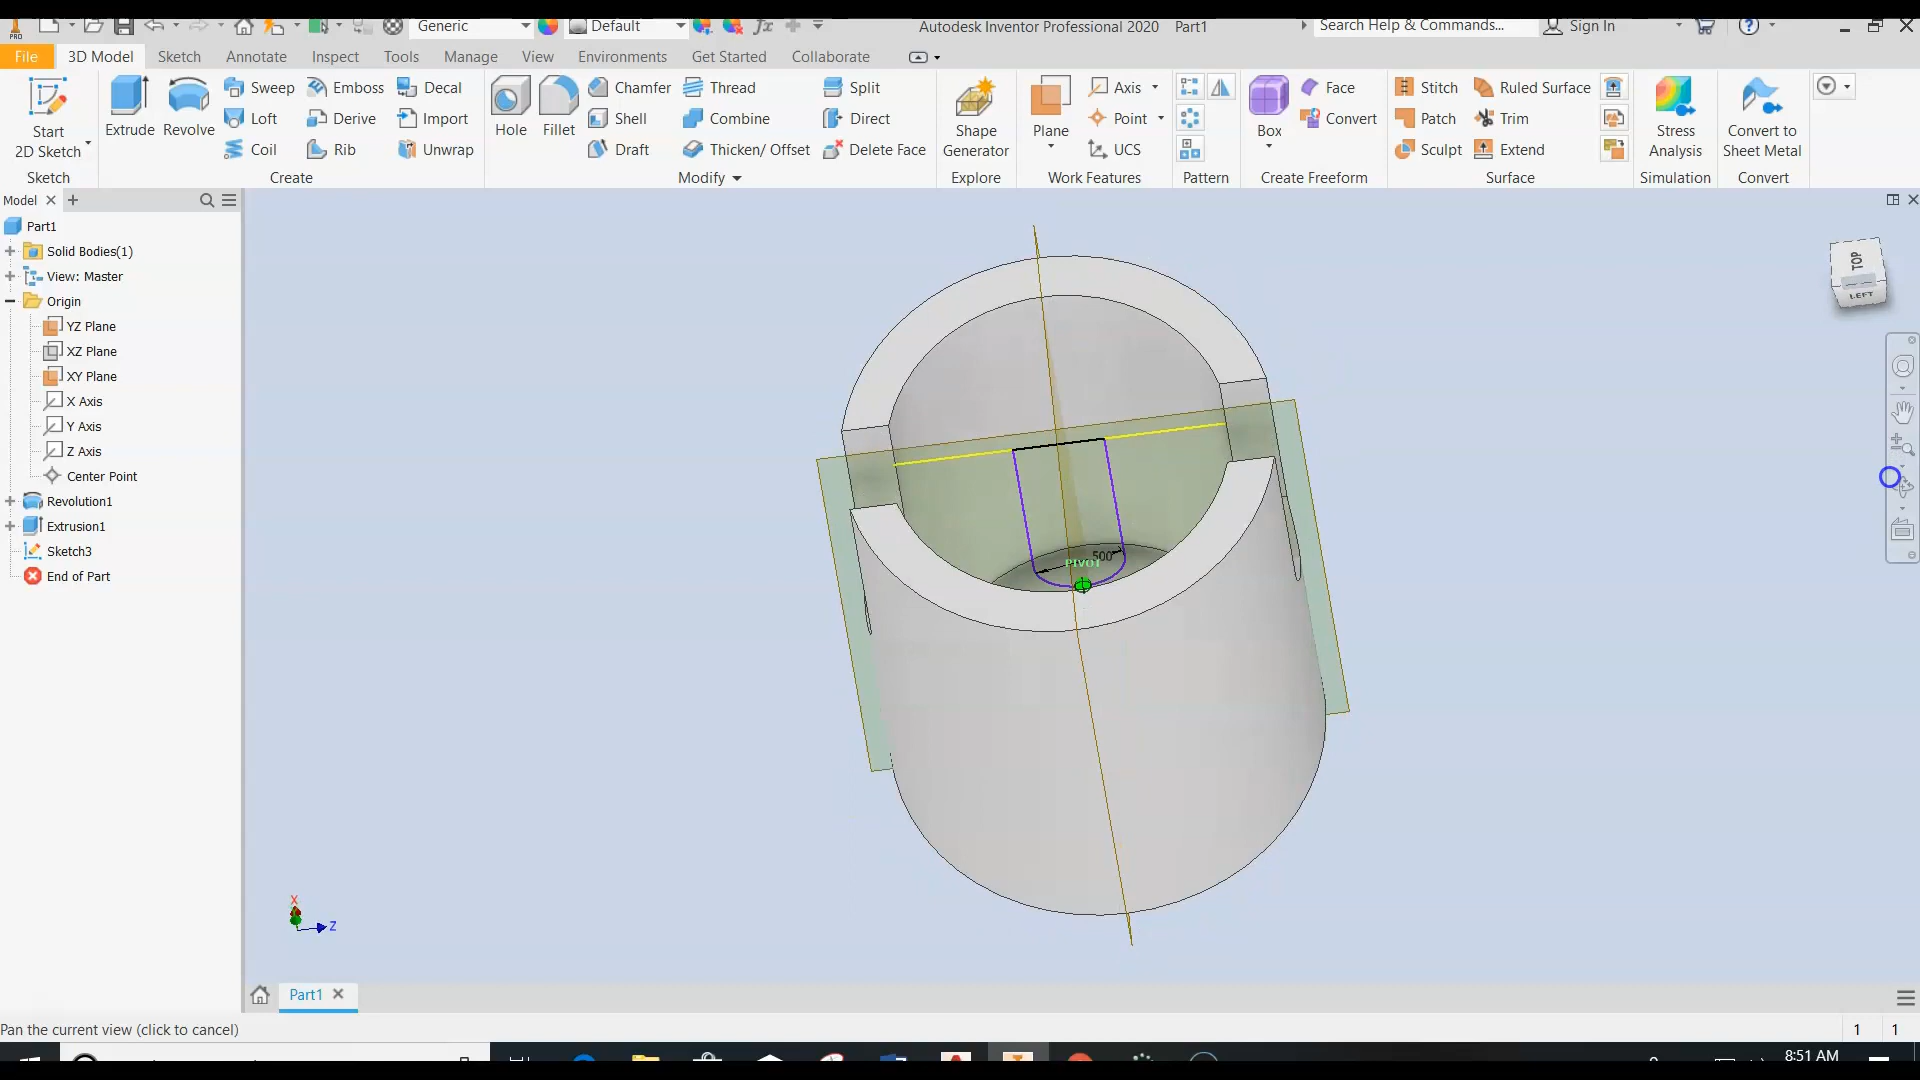 PRO Generic Default fx Autodesk Inventor Professional 2020 Part1 Search Help & Commands... Sign In
File 3D Model Sketch Annotate Inspect Tools Manage View Environments Get Started Collaborate
Start 2D Sketch
Extrude Revolve
Sweep Emboss Decal
Loft Derive Import
Coil Rib Unwrap
Hole Fillet
Chamfer Thread Split
Shell Combine Direct
Draft Thicken/ Offset Delete Face
Shape Generator
Plane
Axis
Point
UCS
Box
Face
Convert
Stitch Ruled Surface
Patch Trim
Sculpt Extend
Stress Analysis
Convert to Sheet Metal
Sketch Create Modify Explore Work Features Pattern Create Freeform Surface Simulation Convert
Model
Part1
Solid Bodies(1)
View: Master
Origin
YZ Plane
XZ Plane
XY Plane
X Axis
Y Axis
Z Axis
Center Point
Revolution1
Extrusion1
Sketch3
End of Part
TOP
LEFT
.500
PIVOT
X
Z
Part1
Pan the current view (click to cancel)
1 1
8:51 AM